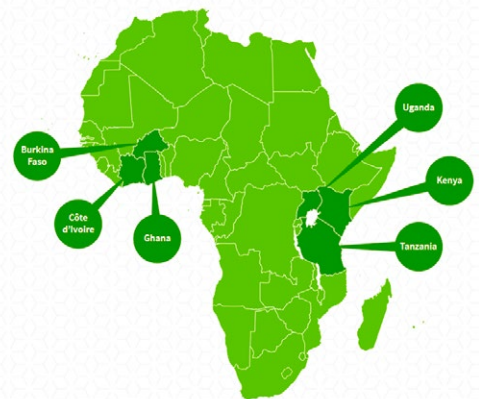 Uganda
Burkina
Faso
Kenya
Côte
d'Ivoire
Ghana
Tanzania